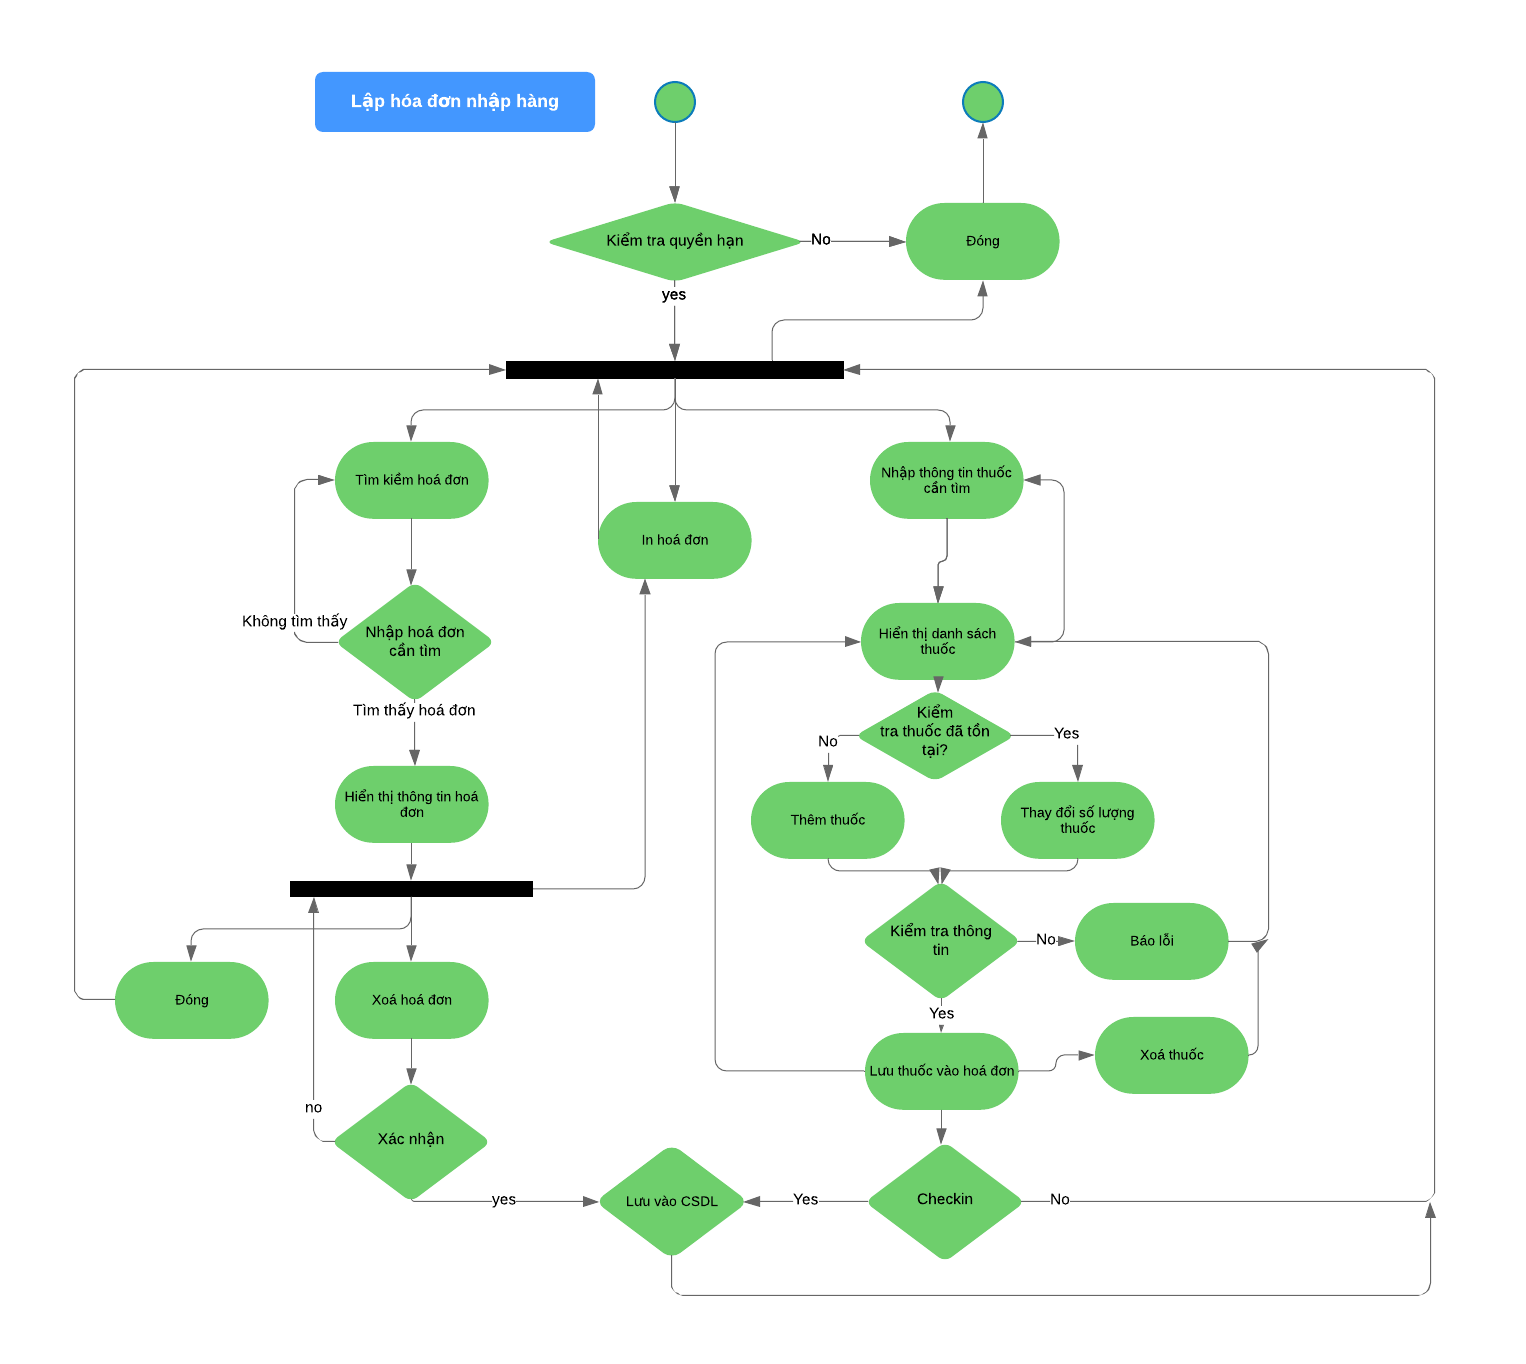 Lập hóa đơn nhập hàng
Kiểm tra quyền hạn
No
Đóng
yes
Tìm kiềm hoá đơn
Nhập thông tin thuốc
cần tìm
In hoá đơn
Không tìm thấy
Nhập hoá đơn
cần tìm
Hiển thị danh sách
thuốc
Tìm thấy hoá đơn
Kiểm
tra thuốc đã tồn
tại?
No
Yes
Hiển thị thông tin hoá
đơn
Thêm thuốc
Thay đổi số lượng
thuốc
Kiểm tra thông
tin
No
Báo lỗi
Đóng
Xoá hoá đơn
Yes
Lưu thuốc vào hoá đơn
Xoá thuốc
no
Xác nhận
yes
Lưu vào CSDL
Yes
Checkin
No